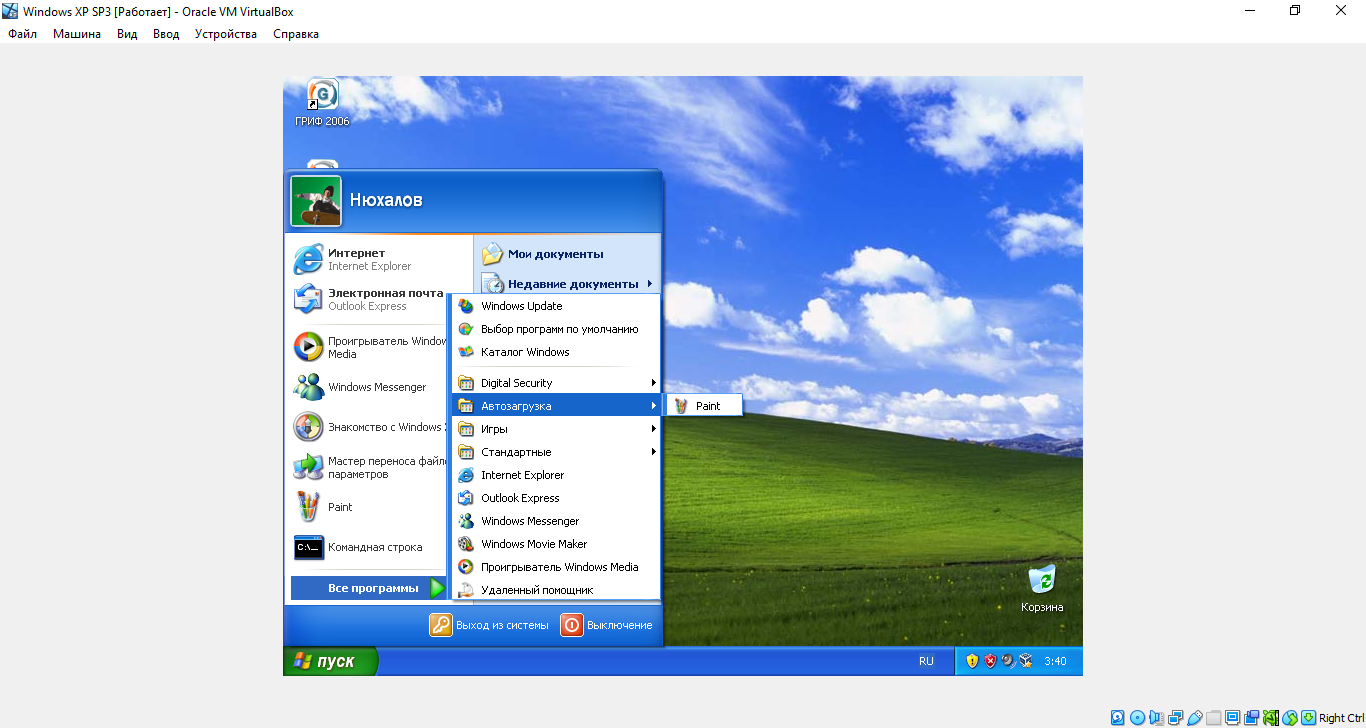 Windows XP SP3 [Работает] - Oracle VM VirtualBox
Файл Машина Вид Ввод Устройства Справка
ГРИФ 2006
Нюхалов
Интернет
Internet Explorer
Электронная почта
Outlook Express
Проигрыватель Window
Media
Windows Messenger
Знакомство с Windows
Мастер переноса файло
параметров
Paint
Командная строка
Все программы
Мои документы
Недавние документы
Windows Update
Выбор программ по умолчанию
Каталог Windows
Digital Security
Автозагрузка
Paint
Игры
Стандартные
Internet Explorer
Outlook Express
Windows Messenger
Windows Movie Maker
Проигрыватель Windows Media
Удаленный помощник
Выход из системы
Выключение
Корзина
пуск
RU
3:40
Right Ctrl